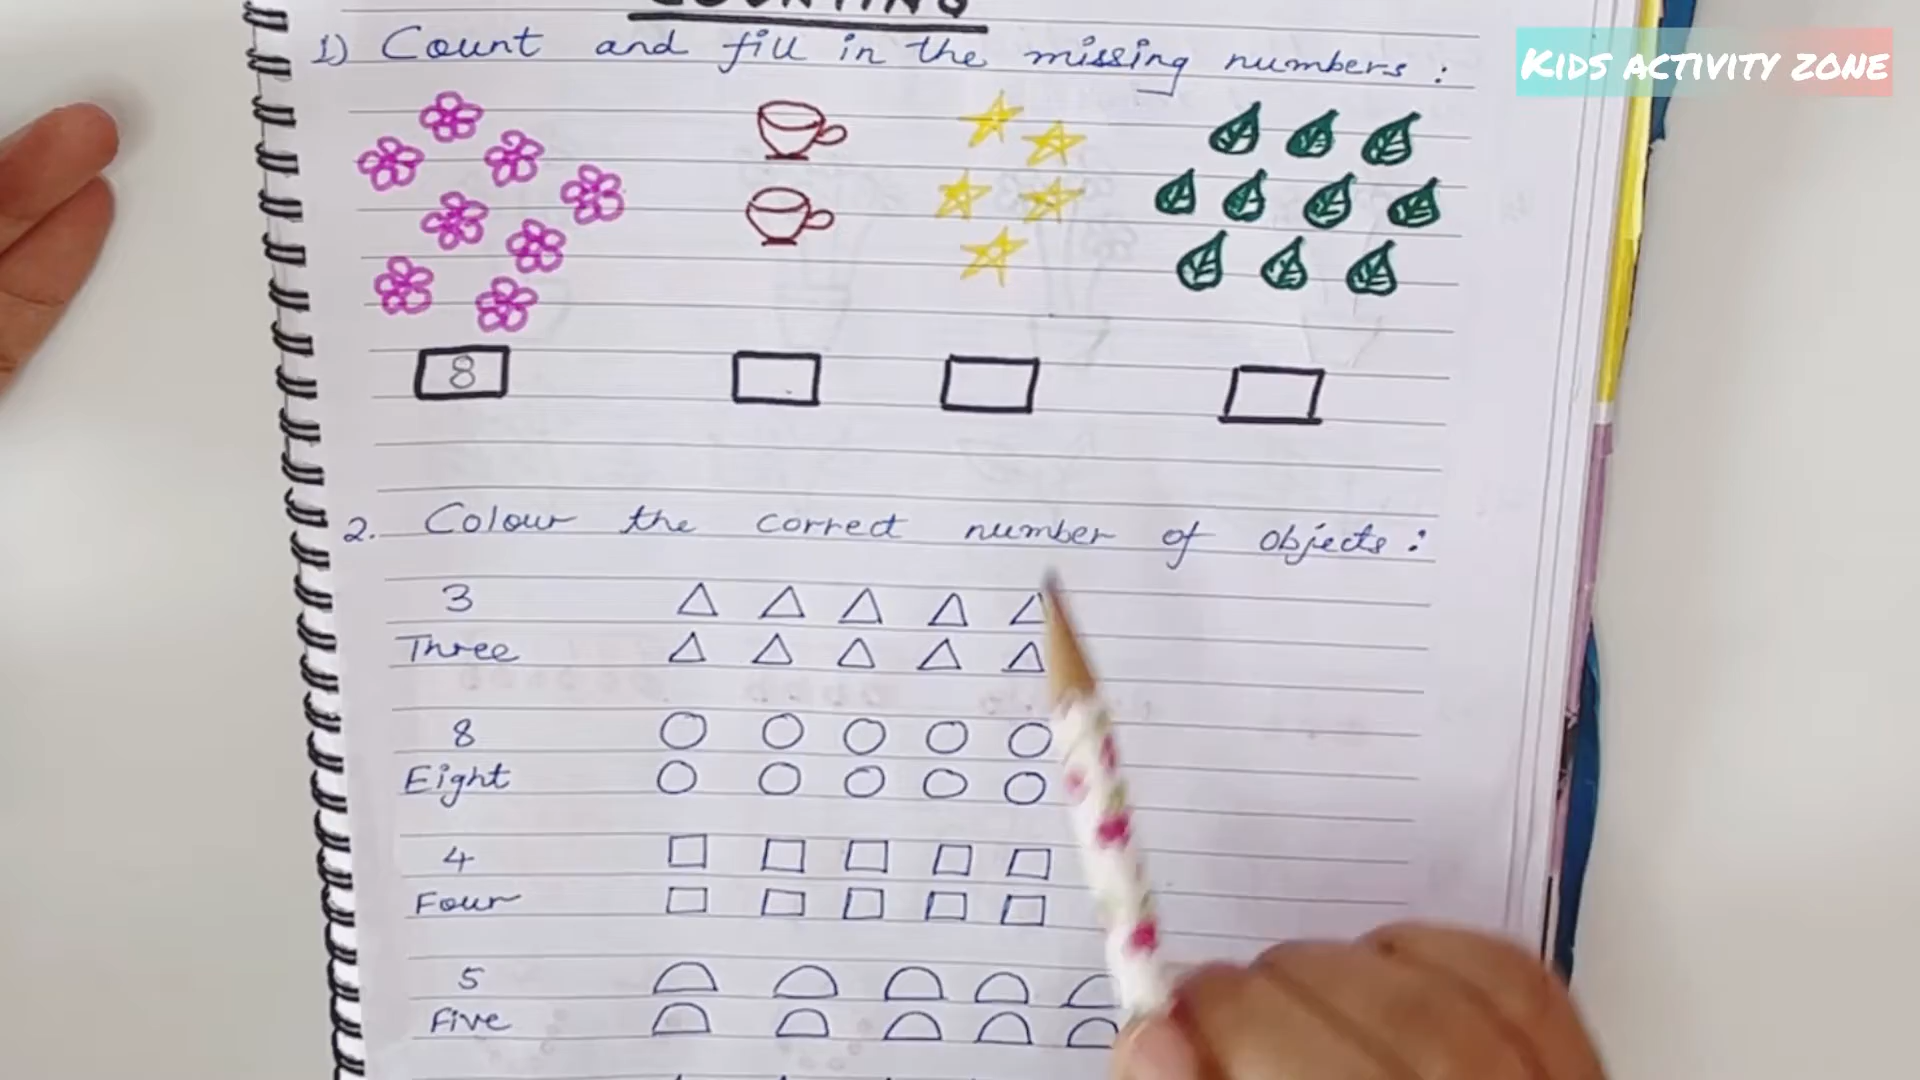 COUNTING
1) Count and fill in the missing numbers :
KIDS ACTIVITY ZONE
8
2. Colour the correct number of objects :
3
Three
8
Eight
4
Four
5
Five